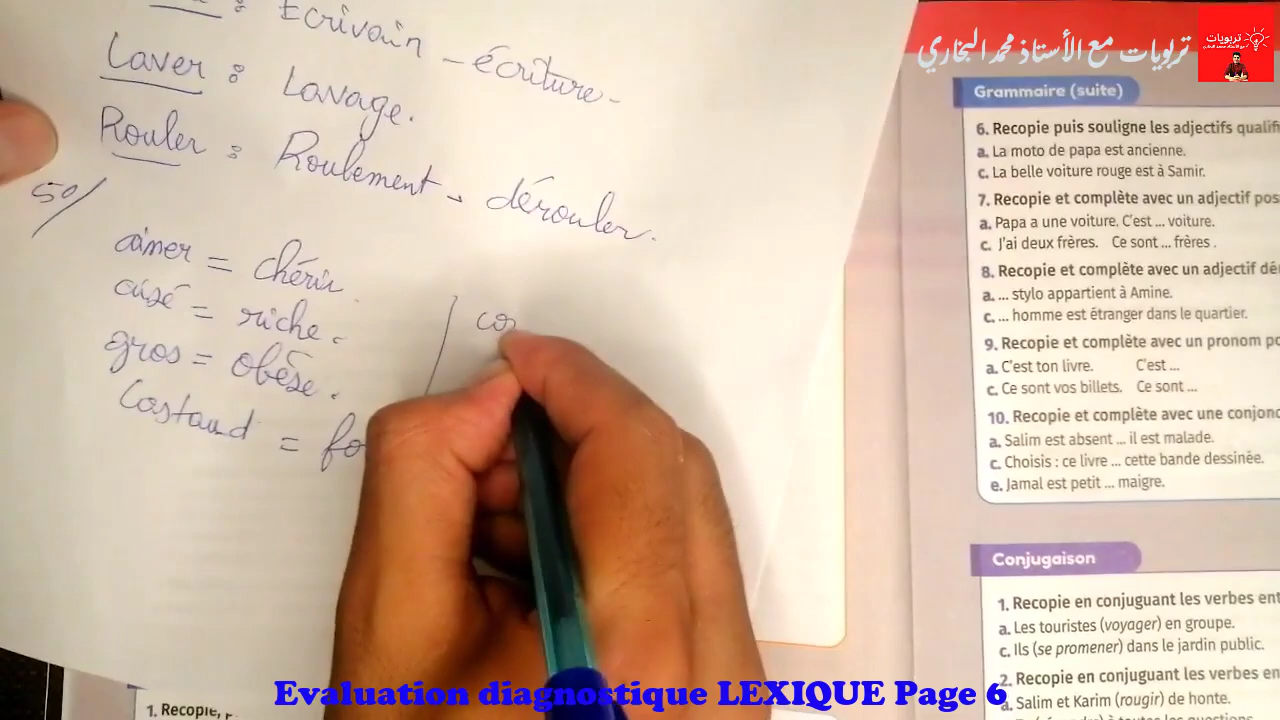 : Ecrivain - écriture -
Laver : Lavage.
Rouler : Roulement - dérouler.
5°/
aimer = chérir.
aisé = riche.
gros = obèse.
Costaud = fo
co
تربويات مع الأستاذ محمد البخاري
تربويات
Grammaire (suite)
6. Recopie puis souligne les adjectifs qualifi
a. La moto de papa est ancienne.
c. La belle voiture rouge est à Samir.
7. Recopie et complète avec un adjectif pos
a. Papa a une voiture. C'est ... voiture.
c. J'ai deux frères. Ce sont ... frères .
8. Recopie et complète avec un adjectif dé
a. ... stylo appartient à Amine.
c. ... homme est étranger dans le quartier.
9. Recopie et complète avec un pronom po
a. C'est ton livre. C'est ...
c. Ce sont vos billets. Ce sont ...
10. Recopie et complète avec une conjonc
a. Salim est absent ... il est malade.
c. Choisis : ce livre ... cette bande dessinée.
e. Jamal est petit ... maigre.
Conjugaison
1. Recopie en conjuguant les verbes ent
a. Les touristes (voyager) en groupe.
c. Ils (se promener) dans le jardin public.
2. Recopie en conjuguant les verbes en
a. Salim et Karim (rougir) de honte.
1. Recopie, p
Evaluation diagnostique LEXIQUE Page 6